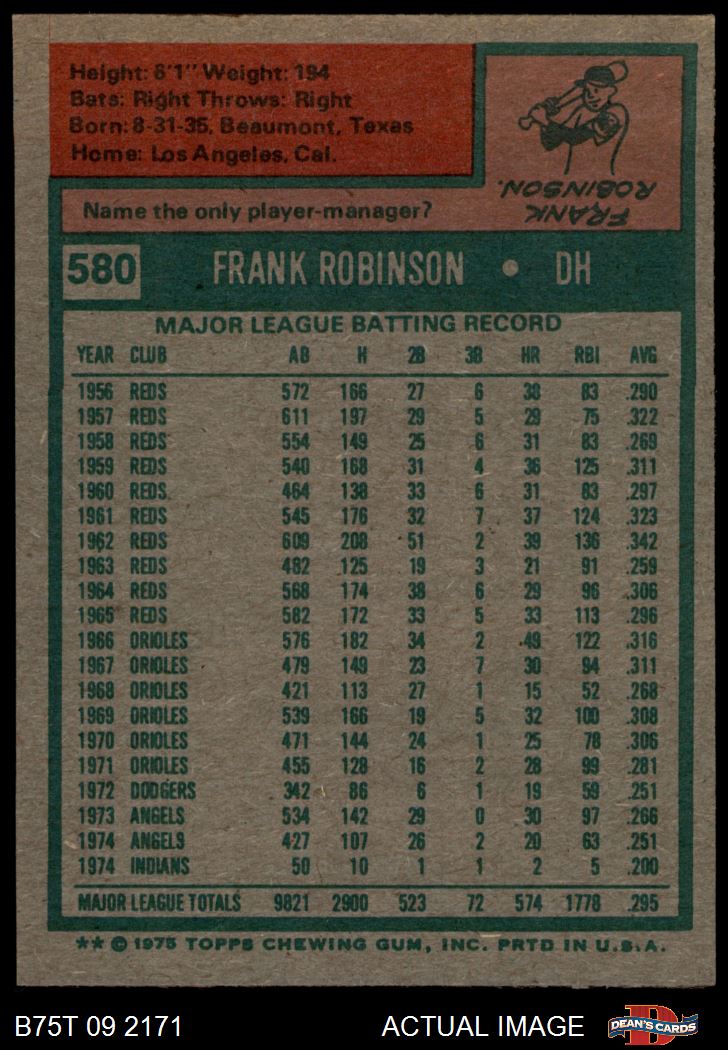 Height: 6'1" Weight: 194
Bats: Right Throws: Right
Born: 8-31-35, Beaumont, Texas
Home: Los Angeles, Cal.
Name the only player-manager?
FRANK
ROBINSON.
580 FRANK ROBINSON • DH
MAJOR LEAGUE BATTING RECORD
YEAR CLUB AB H 2B 3B HR RBI AVG
1956 REDS 572 166 27 6 38 83 .290
1957 REDS 611 197 29 5 29 75 .322
1958 REDS 554 149 25 6 31 83 .269
1959 REDS 540 168 31 4 36 125 .311
1960 REDS 464 138 33 6 31 83 .297
1961 REDS 545 176 32 7 37 124 .323
1962 REDS 609 208 51 2 39 136 .342
1963 REDS 482 125 19 3 21 91 .259
1964 REDS 568 174 38 6 29 96 .306
1965 REDS 582 172 33 5 33 113 .296
1966 ORIOLES 576 182 34 2 49 122 .316
1967 ORIOLES 479 149 23 7 30 94 .311
1968 ORIOLES 421 113 27 1 15 52 .268
1969 ORIOLES 539 166 19 5 32 100 .308
1970 ORIOLES 471 144 24 1 25 78 .306
1971 ORIOLES 455 128 16 2 28 99 .281
1972 DODGERS 342 86 6 1 19 59 .251
1973 ANGELS 534 142 29 0 30 97 .266
1974 ANGELS 427 107 26 2 20 63 .251
1974 INDIANS 50 10 1 1 2 5 .200
MAJOR LEAGUE TOTALS 9821 2900 523 72 574 1778 .295
★★ © 1975 TOPPS CHEWING GUM, INC. PRTD IN U.S.A.
B75T 09 2171 ACTUAL IMAGE DEAN'S CARDS